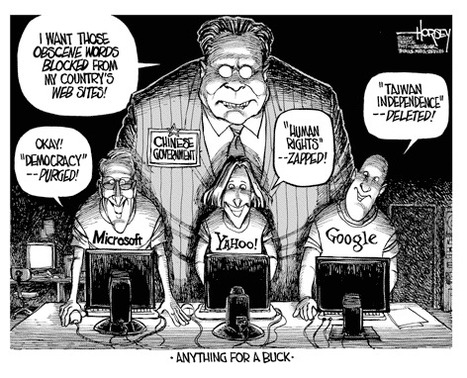 I WANT THOSE
OBSCENE WORDS
BLOCKED FROM
MY COUNTRY'S
WEB SITES!
HORSEY
"TAIWAN
INDEPENDENCE"
--DELETED!
CHINESE
GOVERNMENT
"HUMAN
RIGHTS"
--ZAPPED!
OKAY!
"DEMOCRACY"
--PURGED!
Microsoft
YAHOO!
Google
• ANYTHING FOR A BUCK •